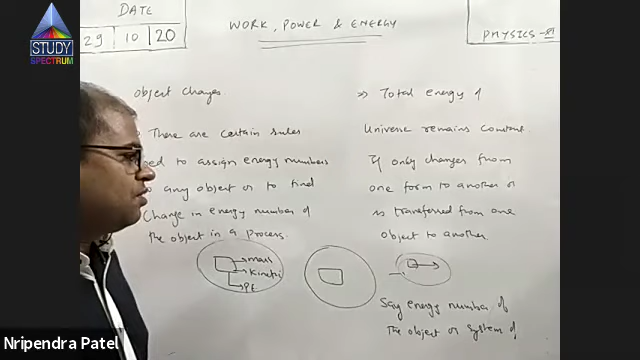 STUDY
SPECTRUM
DATE
29 10 20
WORK, POWER & ENERGY
PHYSICS-XI
object changes.
There are certain rules
to assign energy numbers
any object or to find
Change in energy number of
the object in a process.
mass
Kinetic
PE
=> Total energy of
Universe remains constant.
If only changes from
one form to another or
is transferred from one
object to another
Say energy number of
the object or system of
Nripendra Patel